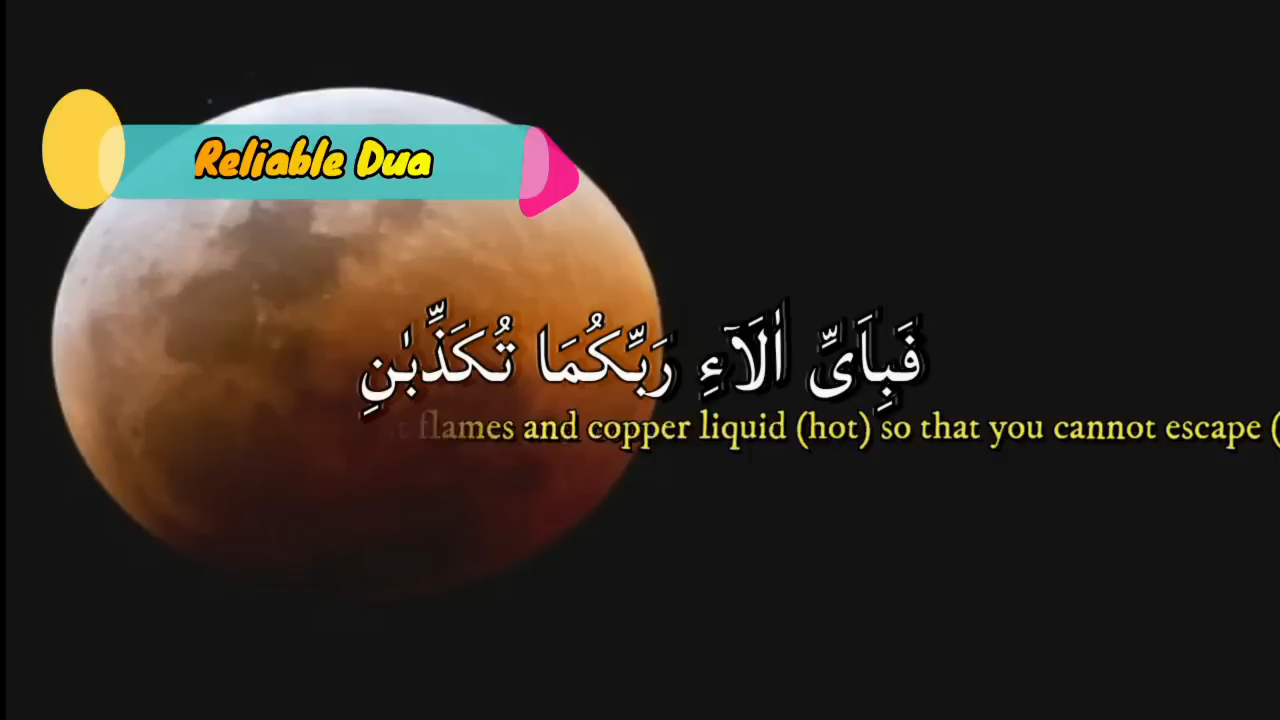 Reliable Dua
فَبِاَىِّ اٰلَآءِ رَبِّكُمَا تُكَذِّبٰنِ
flames and copper liquid (hot) so that you cannot escape (